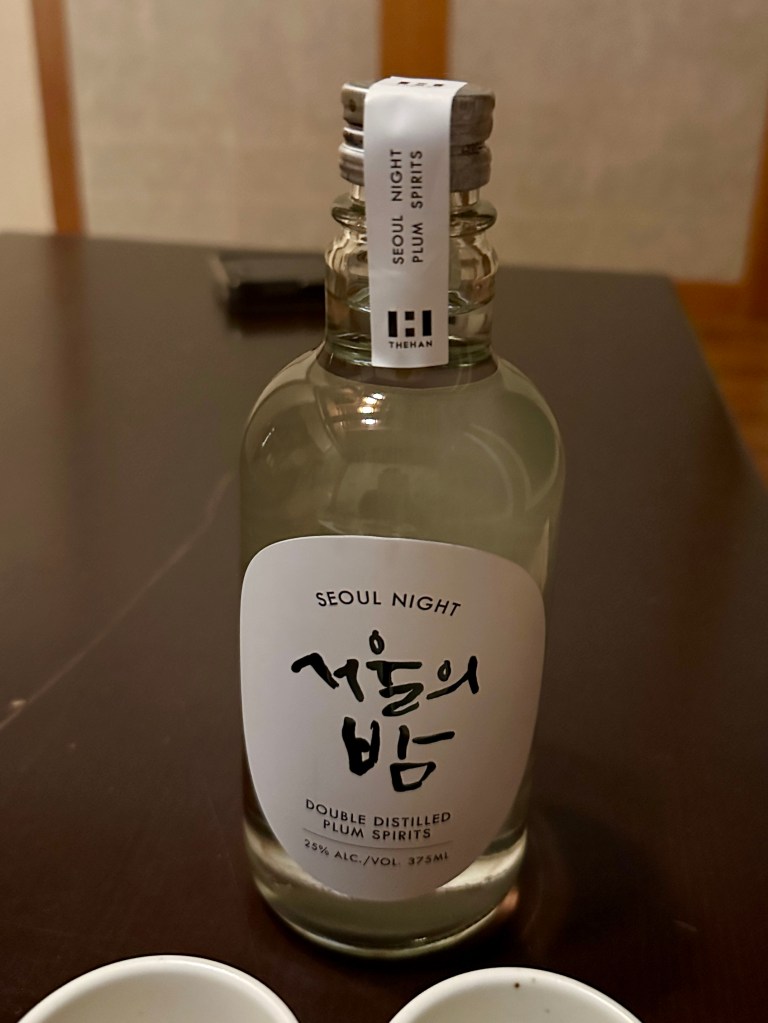 SEOUL NIGHT
PLUM SPIRITS
THEHAN
SEOUL NIGHT
서울의
밤
DOUBLE DISTILLED
PLUM SPIRITS
25% ALC./VOL. 375ML